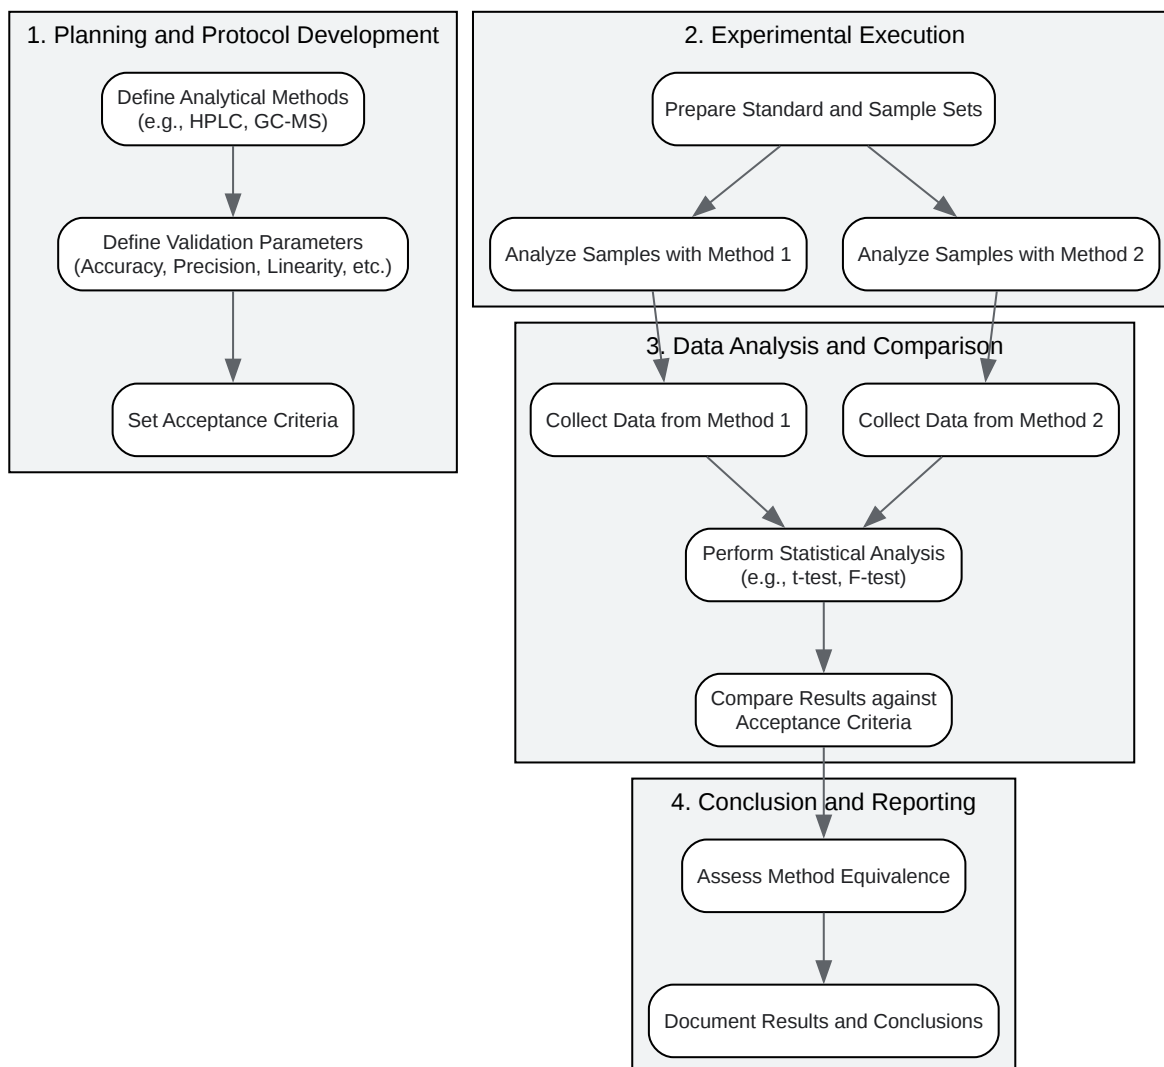 1. Planning and Protocol Development
Define Analytical Methods
(e.g., HPLC, GC-MS)
Define Validation Parameters
(Accuracy, Precision, Linearity, etc.)
Set Acceptance Criteria
2. Experimental Execution
Prepare Standard and Sample Sets
Analyze Samples with Method 1
Analyze Samples with Method 2
3. Data Analysis and Comparison
Collect Data from Method 1
Collect Data from Method 2
Perform Statistical Analysis
(e.g., t-test, F-test)
Compare Results against
Acceptance Criteria
4. Conclusion and Reporting
Assess Method Equivalence
Document Results and Conclusions